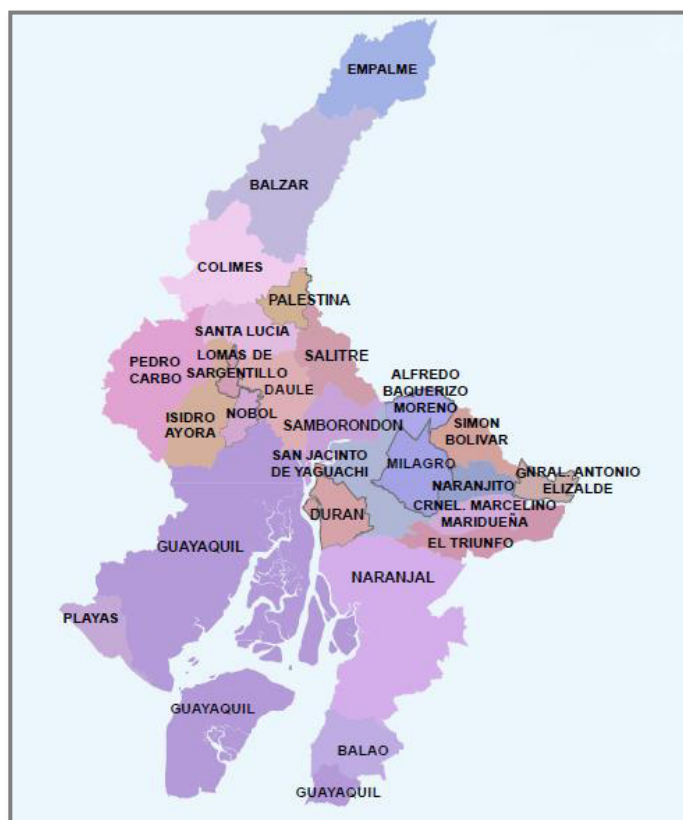 EMPALME
BALZAR
COLIMES
PALESTINA
SANTA LUCIA
PEDRO
CARBO
LOMAS DE
SARGENTILLO
SALITRE
DAULE
ISIDRO
AYORA
NOBOL
ALFREDO
BAQUERIZO
MORENO
SAMBORONDON
SIMON
BOLIVAR
SAN JACINTO
DE YAGUACHI
MILAGRO
NARANJITO
GNRAL. ANTONIO
ELIZALDE
CRNEL. MARCELINO
MARIDUEÑA
DURAN
EL TRIUNFO
GUAYAQUIL
NARANJAL
PLAYAS
GUAYAQUIL
BALAO
GUAYAQUIL